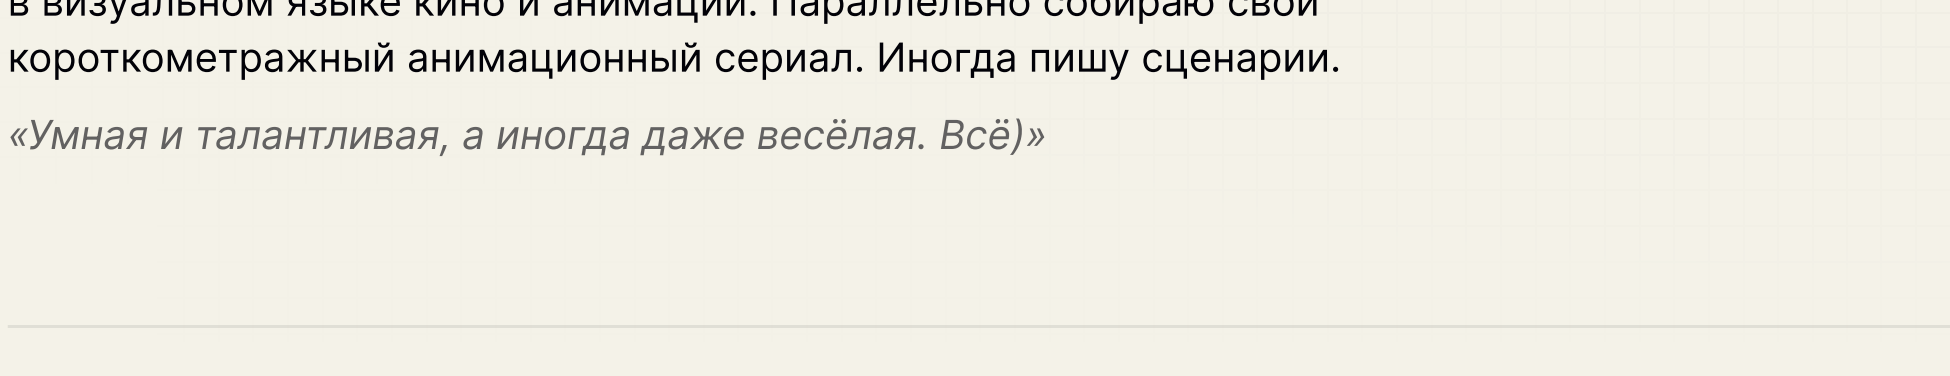 в визуальном языке кино и анимации. Параллельно собираю свой
короткометражный анимационный сериал. Иногда пишу сценарии.
«Умная и талантливая, а иногда даже весёлая. Всё)»